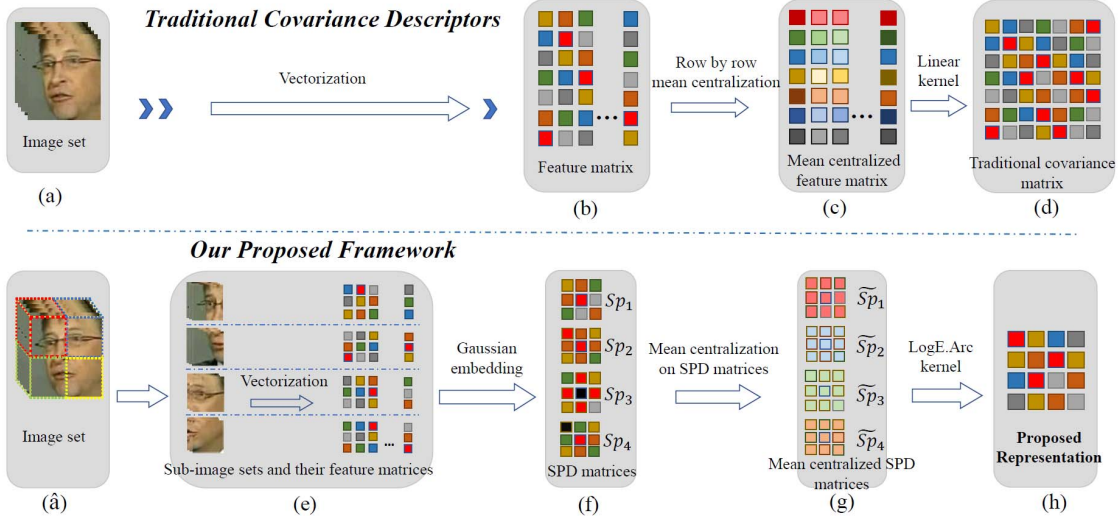 Traditional Covariance Descriptors
Vectorization
Row by row
mean centralization
Linear
kernel
Image set
Feature matrix
Mean centralized
feature matrix
Traditional covariance
matrix
(a)
(b)
(c)
(d)
Our Proposed Framework
Sp1
Sp2
Sp3
Sp4
S̃p1
S̃p2
S̃p3
S̃p4
Vectorization
Gaussian
embedding
Mean centralization
on SPD matrices
LogE.Arc
kernel
Image set
Sub-image sets and their feature matrices
SPD matrices
Mean centralized SPD
matrices
Proposed
Representation
(â)
(e)
(f)
(g)
(h)